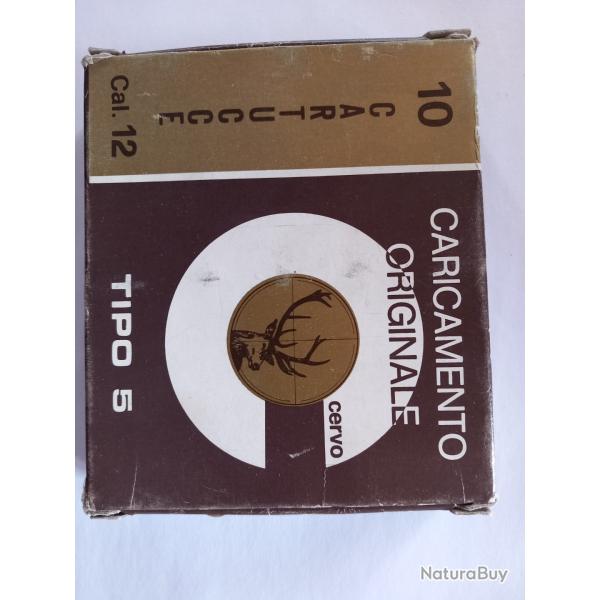 10
CARTUCCE
Cal. 12
CARICAMENTO
ORIGINALE
cervo
TIPO 5
NaturaBuy